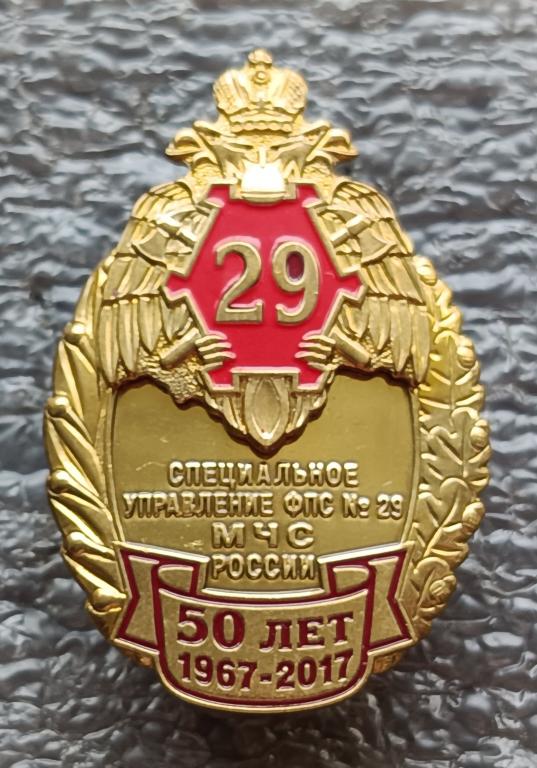 29
СПЕЦИАЛЬНОЕ
УПРАВЛЕНИЕ ФПС № 29
МЧС
РОССИИ
50 ЛЕТ
1967-2017